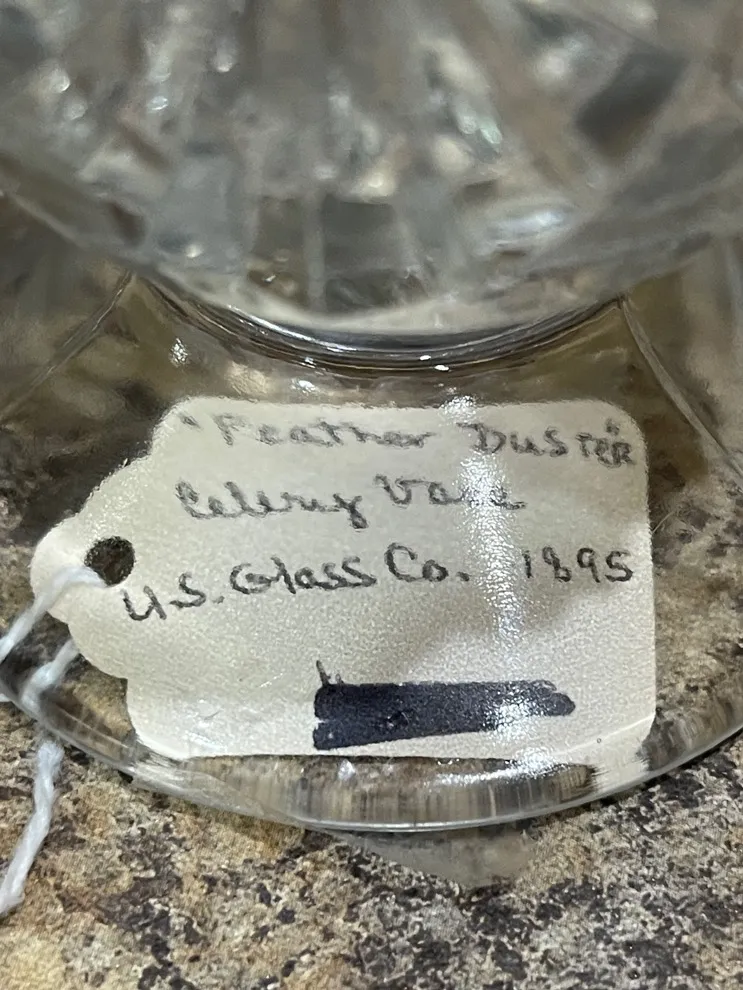 "Feather Duster"
Celery Vase
U.S. Glass Co. 1895